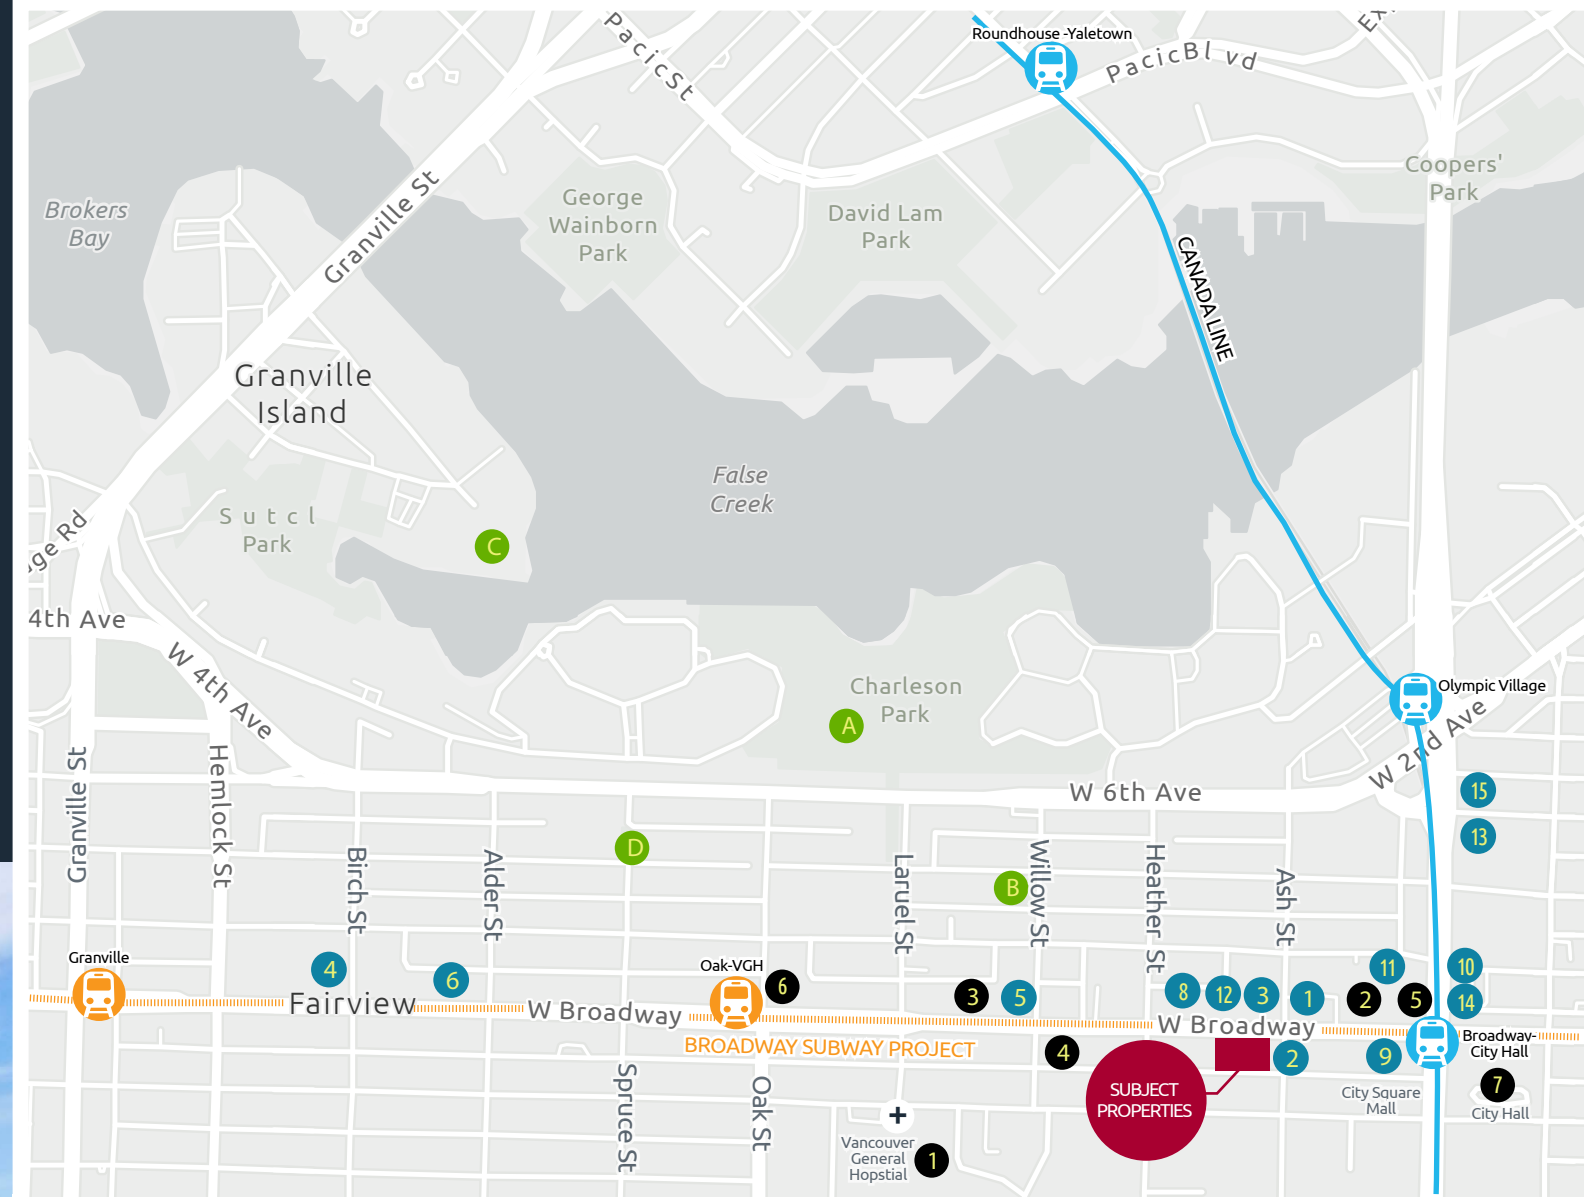 Roundhouse -Yaletown
PacicSt
PacicBl vd
Ex
Coopers'
Park
Brokers
Bay
Granville St
George
Wainborn
Park
David Lam
Park
CANADA LINE
Granville
Island
False
Creek
Sutcl
Park
C
ge Rd
4th Ave
W 4th Ave
Charleson
Park
A
Olympic Village
W 2nd Ave
W 6th Ave
15
13
Granville St
Hemlock St
Birch St
Alder St
D
Laruel St
B
Willow St
Heather St
Ash St
Granville
4
6
Fairview
W Broadway
Oak-VGH
6
3
5
8
12
3
1
11
2
5
10
14
W Broadway
BROADWAY SUBWAY PROJECT
4
2
9
Broadway-
City Hall
7
City Hall
City Square
Mall
SUBJECT
PROPERTIES
Spruce St
Oak St
+
Vancouver
General
Hopstial
1